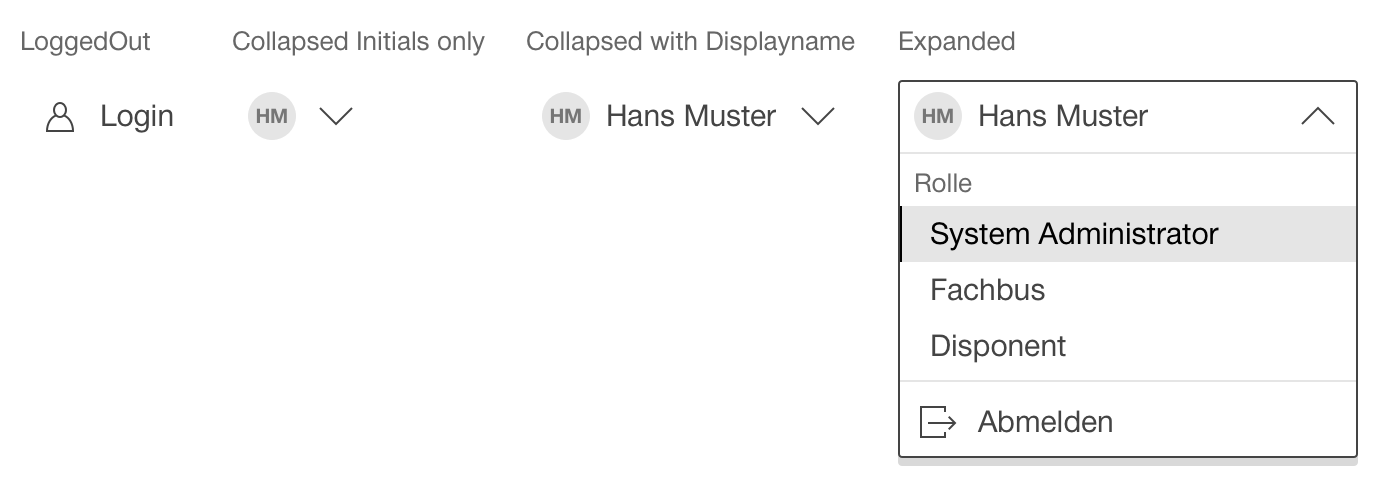 LoggedOut Collapsed Initials only Collapsed with Displayname Expanded
Login HM HM Hans Muster HM Hans Muster
Rolle
System Administrator
Fachbus
Disponent
Abmelden